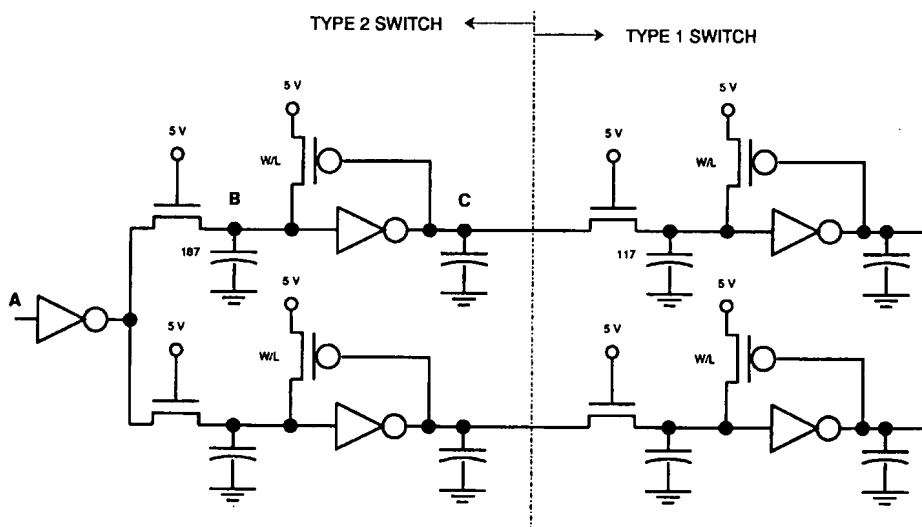 TYPE 2 SWITCH
TYPE 1 SWITCH
5 V
5 V
5 V
5 V
W/L
W/L
B
C
187
117
A
5 V
5 V
5 V
5 V
W/L
W/L